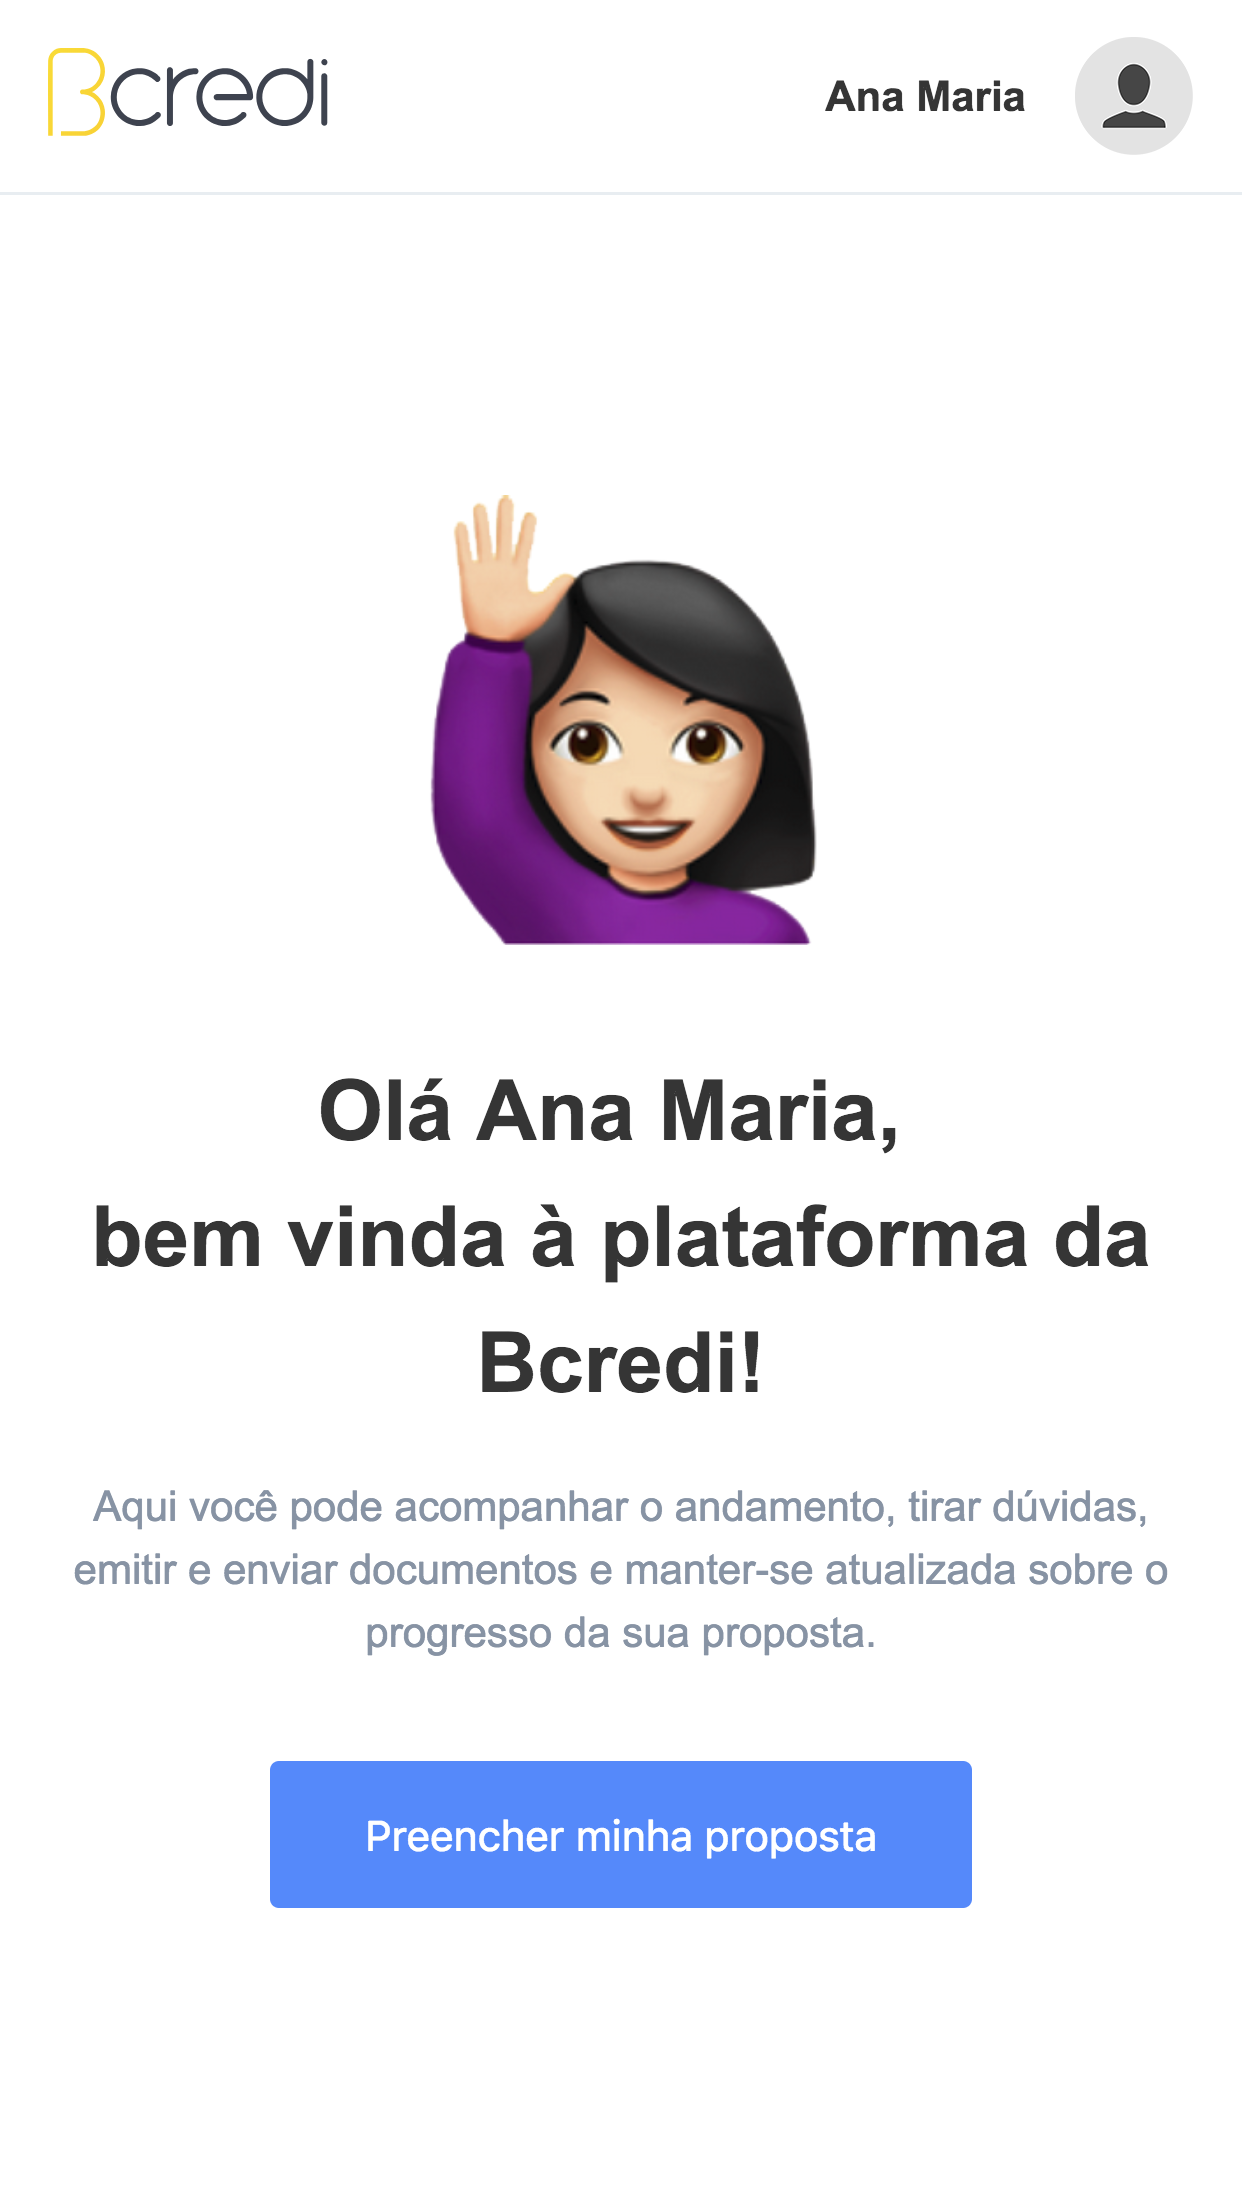 Bcredi
Ana Maria
Olá Ana Maria,
bem vinda à plataforma da
Bcredi!
Aqui você pode acompanhar o andamento, tirar dúvidas,
emitir e enviar documentos e manter-se atualizada sobre o
progresso da sua proposta.
Preencher minha proposta